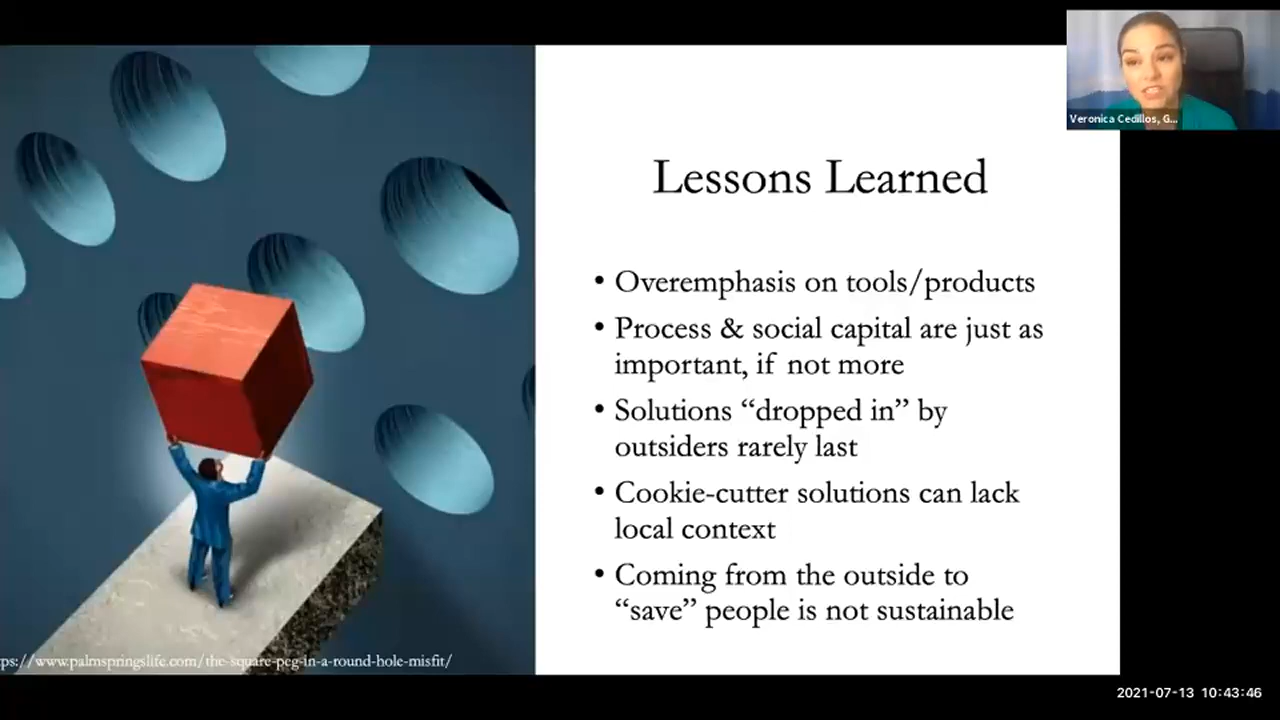 Veronica Cedillos, G...
Lessons Learned
• Overemphasis on tools/products
• Process & social capital are just as
important, if not more
• Solutions “dropped in” by
outsiders rarely last
• Cookie-cutter solutions can lack
local context
• Coming from the outside to
“save” people is not sustainable
ps://www.palmspringslife.com/the-square-peg-in-a-round-hole-misfit/
2021-07-13 10:43:46